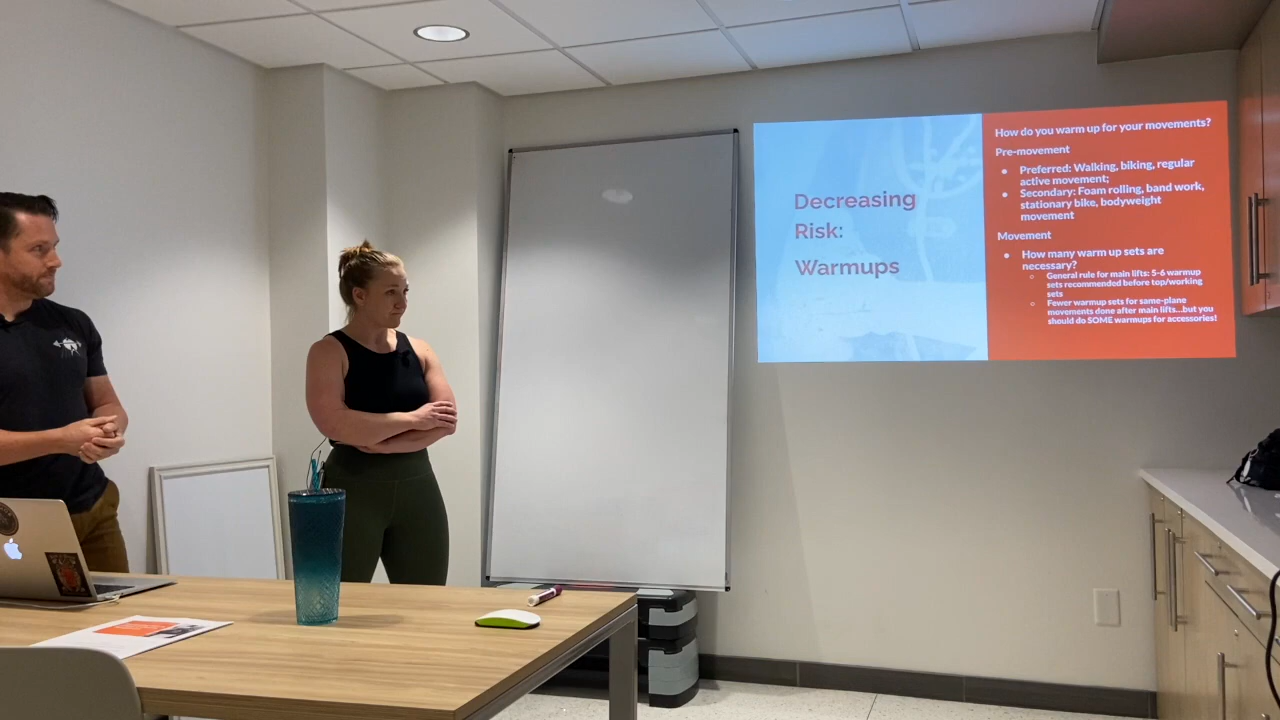 Decreasing
Risk:
Warmups
How do you warm up for your movements?
Pre-movement
● Preferred: Walking, biking, regular
active movement;
● Secondary: Foam rolling, band work,
stationary bike, bodyweight
movement
Movement
● How many warm up sets are
necessary?
○ General rule for main lifts: 5-6 warmup
sets recommended before top/working
sets
○ Fewer warmup sets for same-plane
movements done after main lifts...but you
should do SOME warmups for accessories!